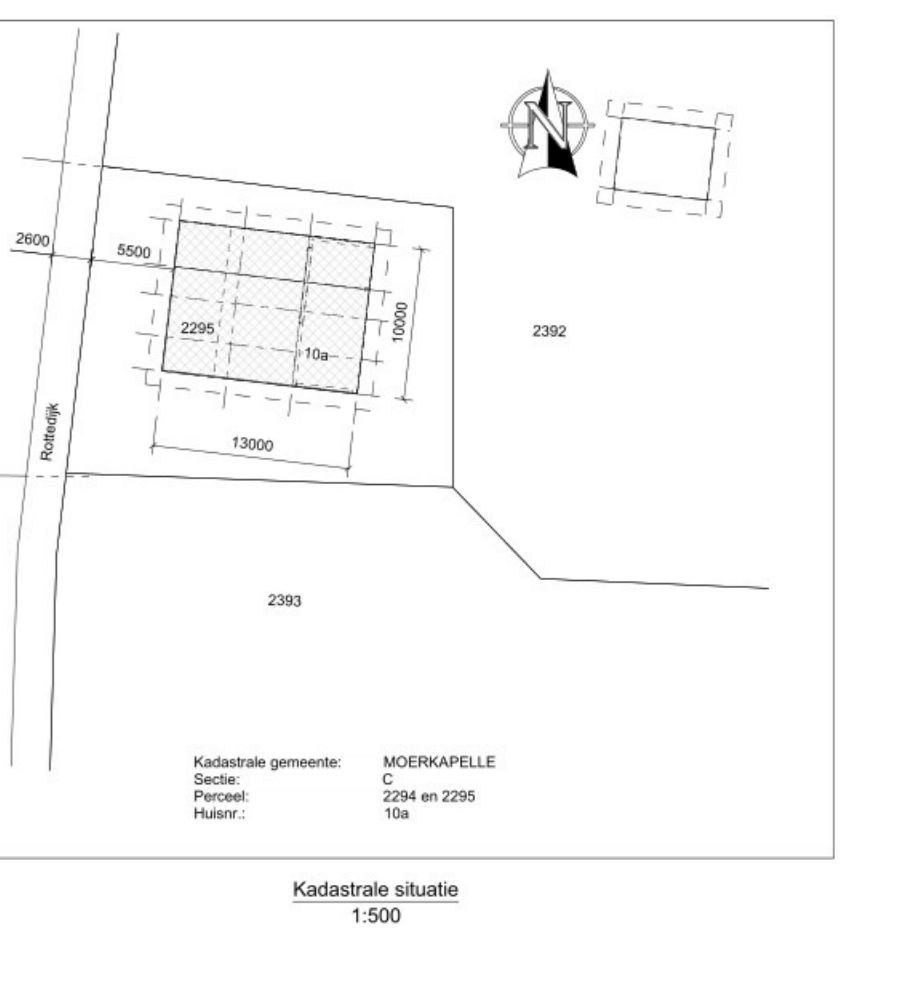 N
2600
5500
2295
10a
10000
2392
Rottedijk
13000
2393
Kadastrale gemeente: MOERKAPELLE
Sectie: C
Perceel: 2294 en 2295
Huisnr.: 10a
Kadastrale situatie
1:500